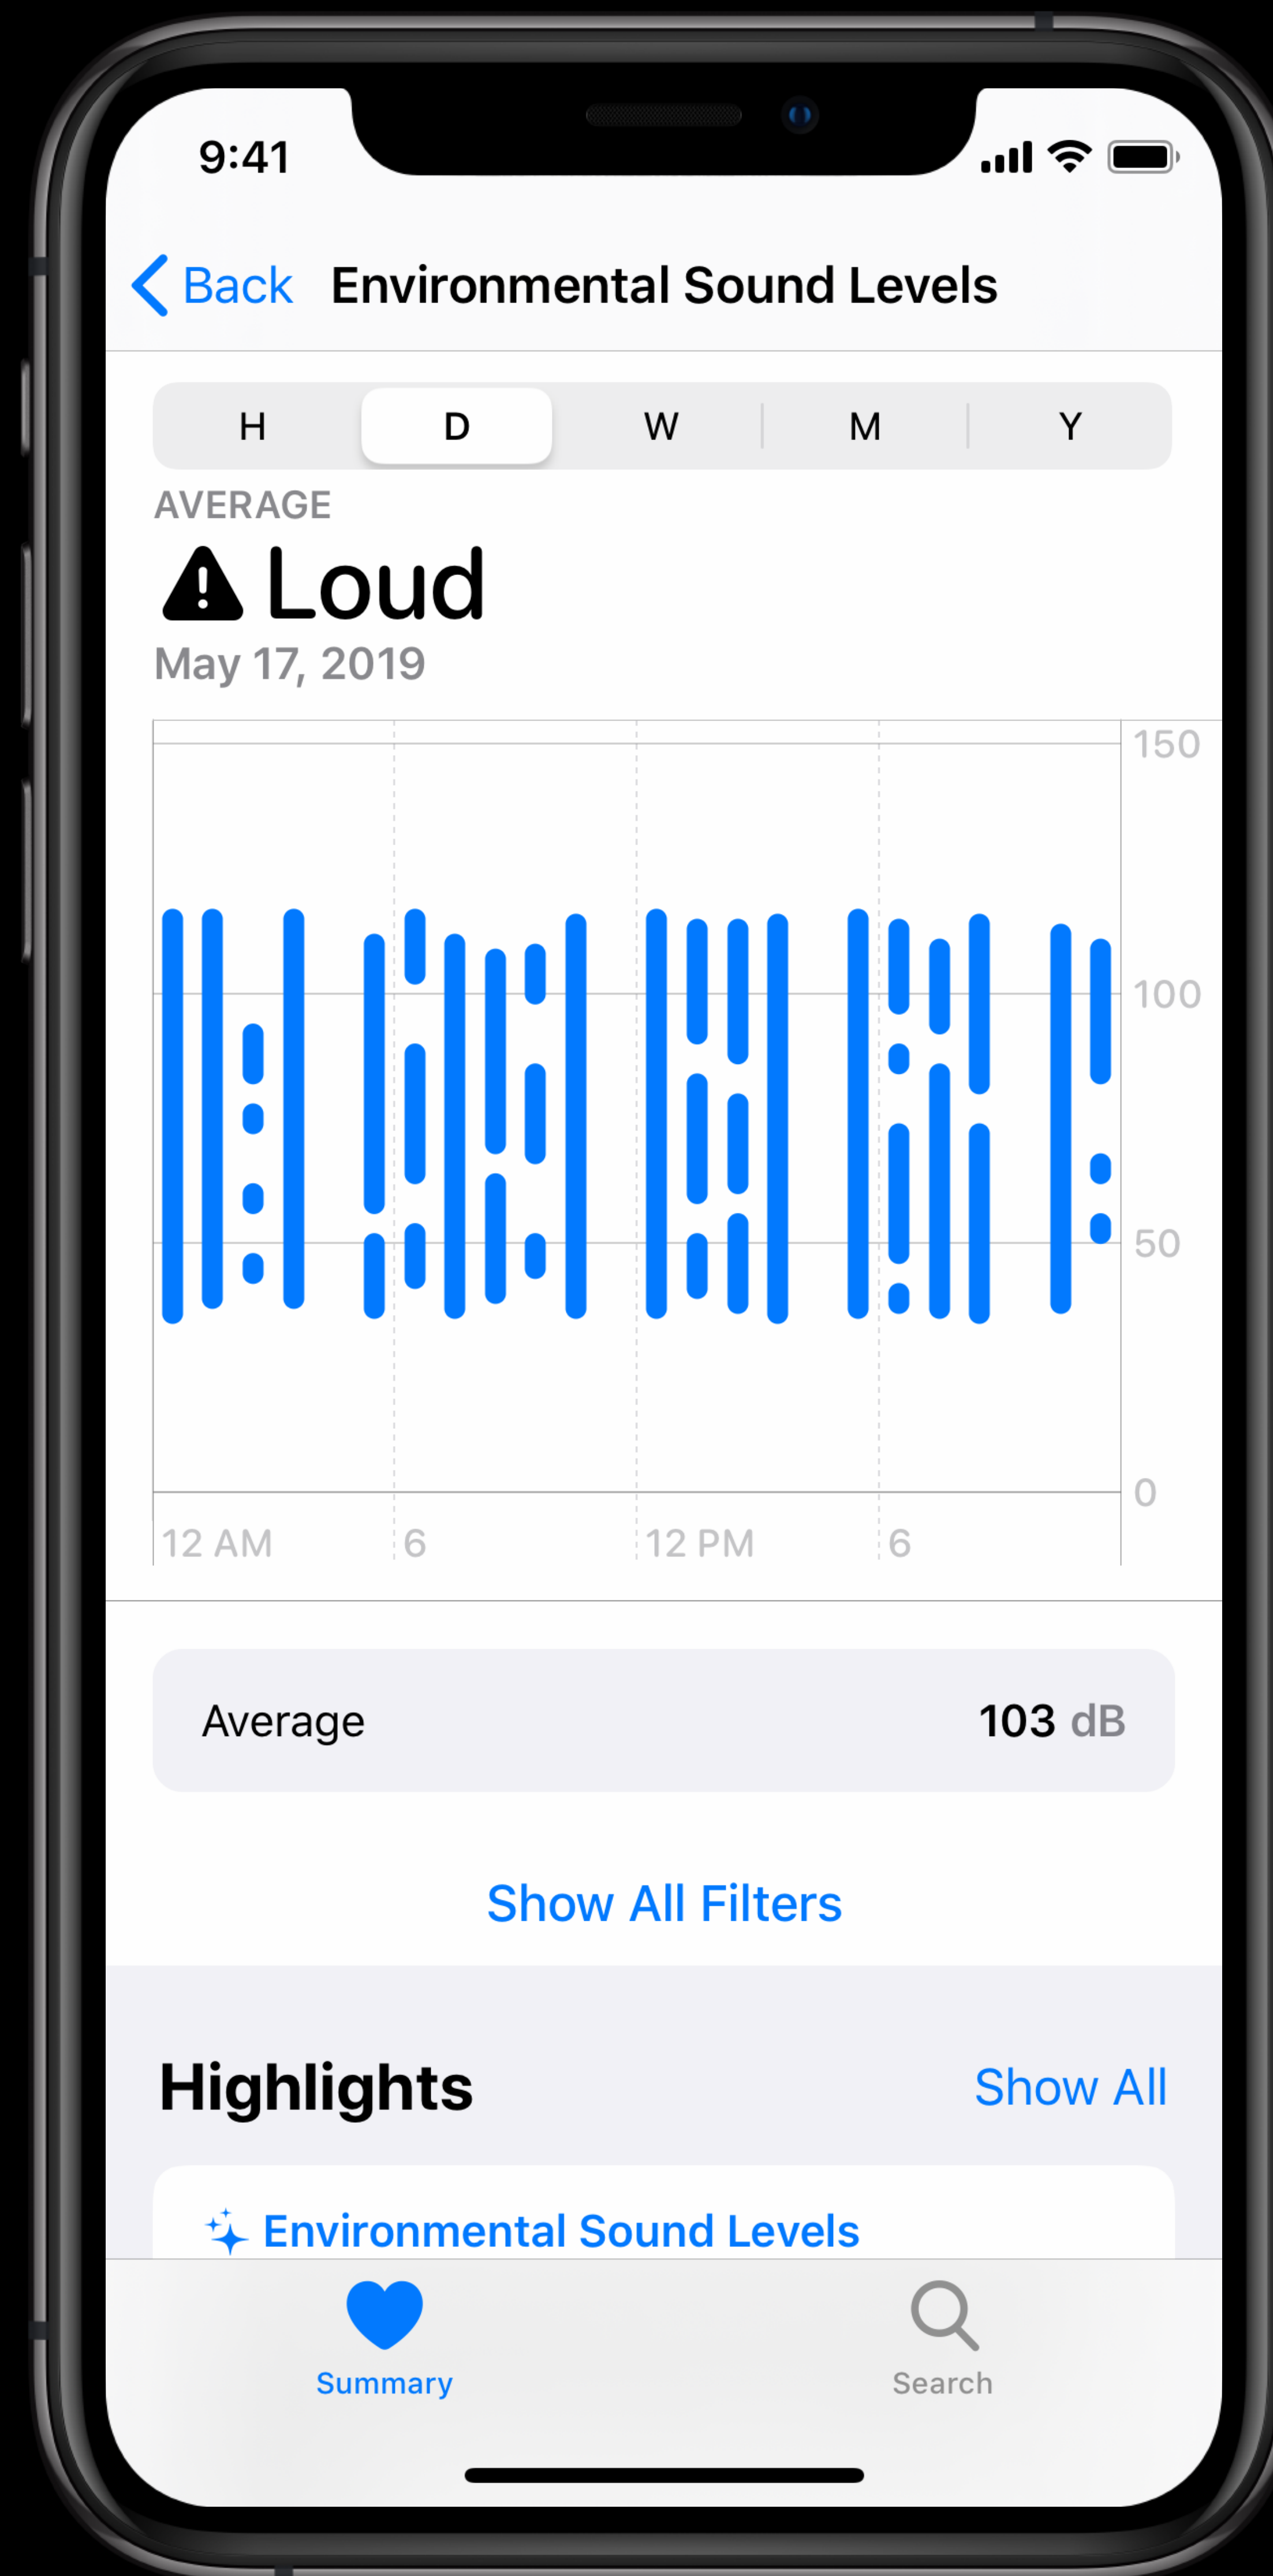 9:41
Back Environmental Sound Levels
H D W M Y
AVERAGE
Loud
May 17, 2019
150
100
50
0
12 AM 6 12 PM 6
Average 103 dB
Show All Filters
Highlights Show All
Environmental Sound Levels
Summary Search